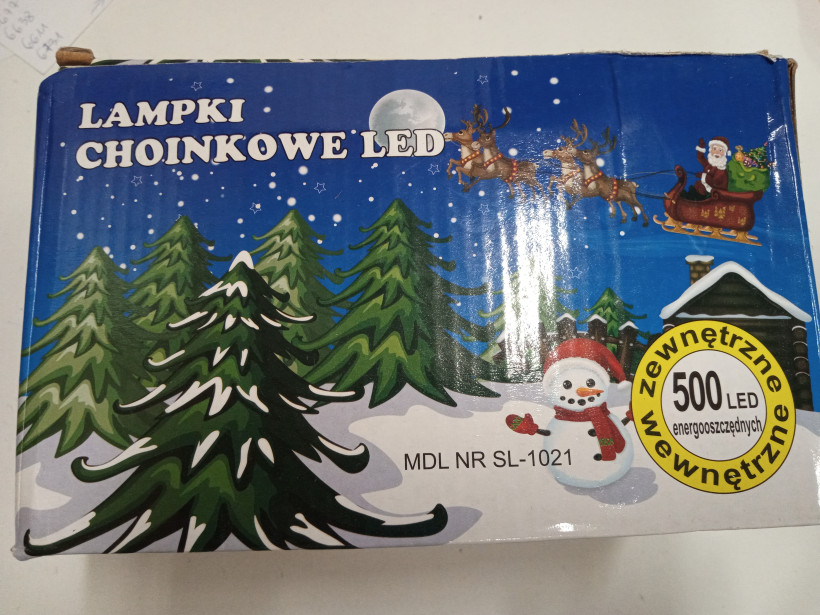 LAMPKI
CHOINKOWE LED
zewnętrzne
500 LED
energooszczędnych
wewnętrzne
MDL NR SL-1021